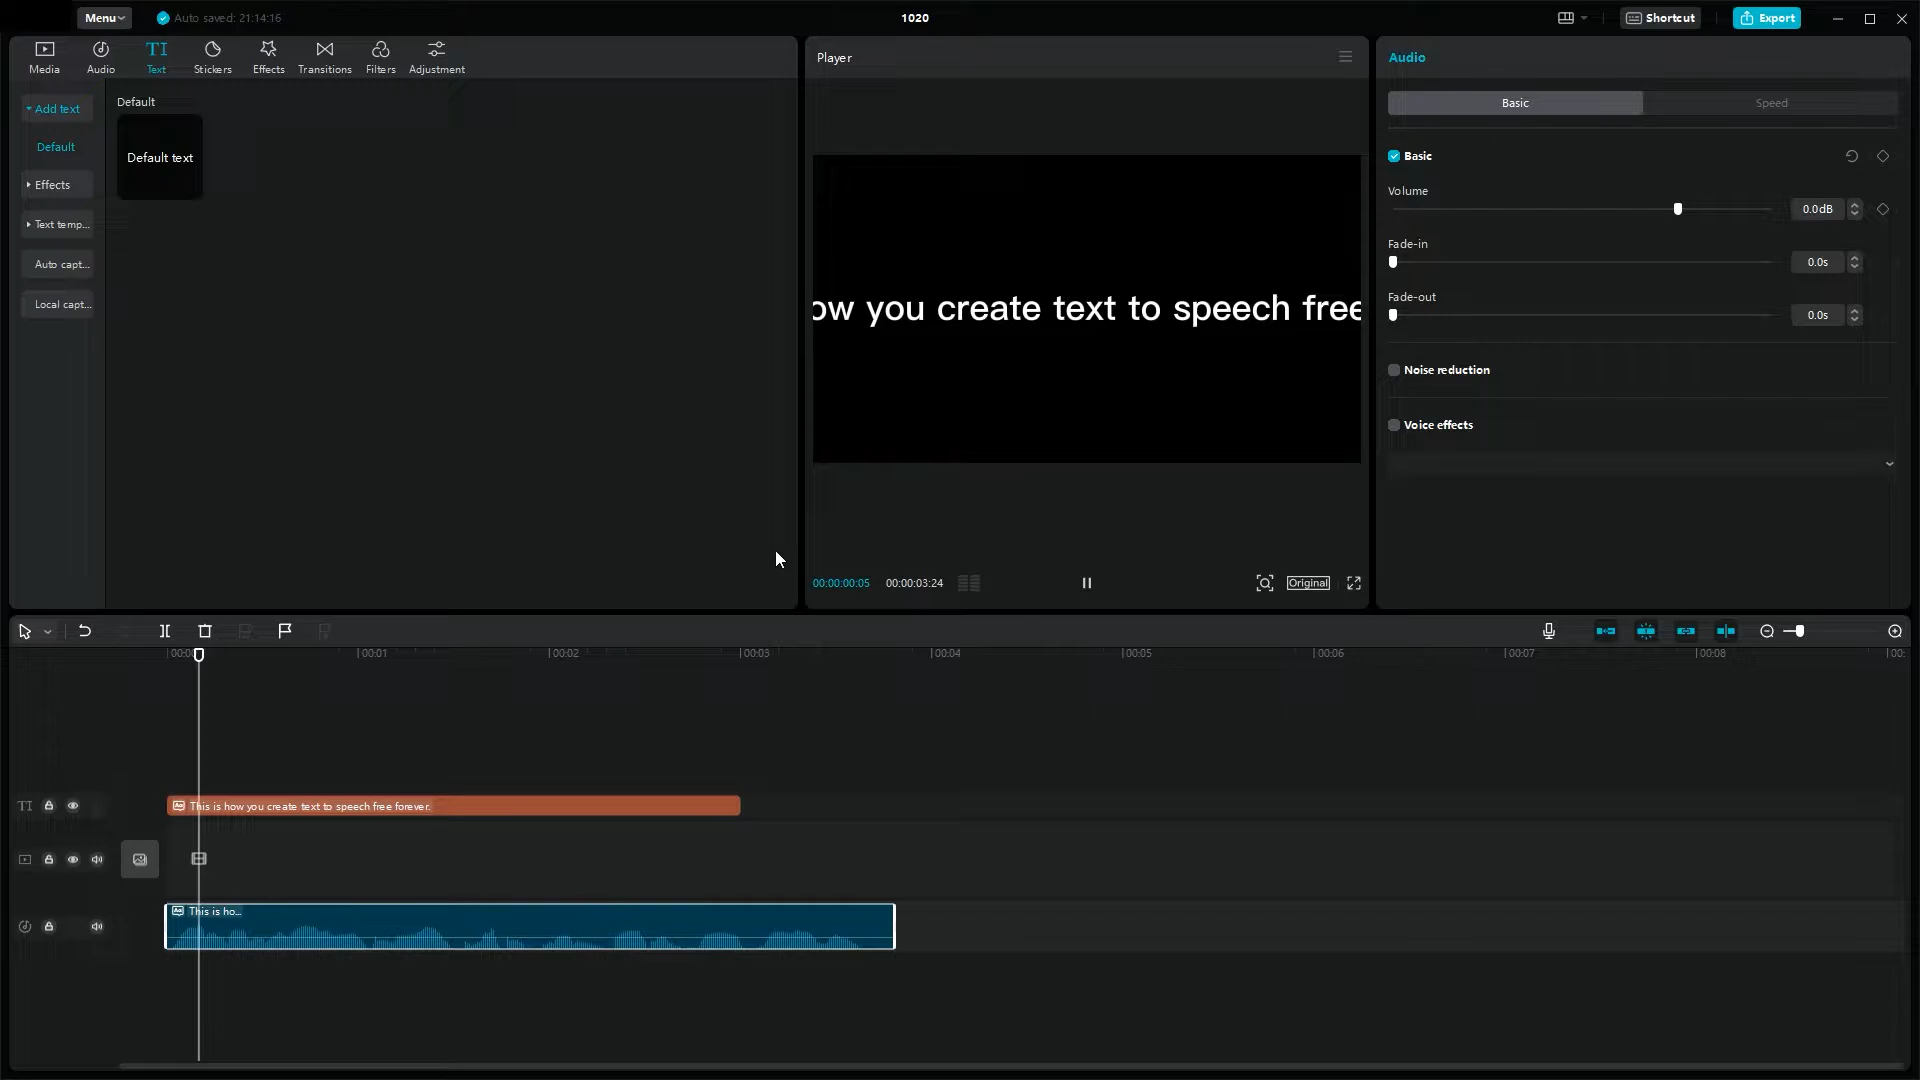 Menu
Auto saved: 21:14:16
1020
Shortcut
Export
Media
Audio
TI
Text
Stickers
Effects
Transitions
Filters
Adjustment
Add text
Default
Effects
Text temp...
Auto capt...
Local capt...
Default
Default text
Player
ow you create text to speech free
00:00:00:05
00:00:03:24
Original
Audio
Basic
Speed
Basic
Volume
0.0dB
Fade-in
0.0s
Fade-out
0.0s
Noise reduction
Voice effects
00:00
00:01
00:02
00:03
00:04
00:05
00:06
00:07
00:08
00:
TI
This is how you create text to speech free forever.
This is ho...